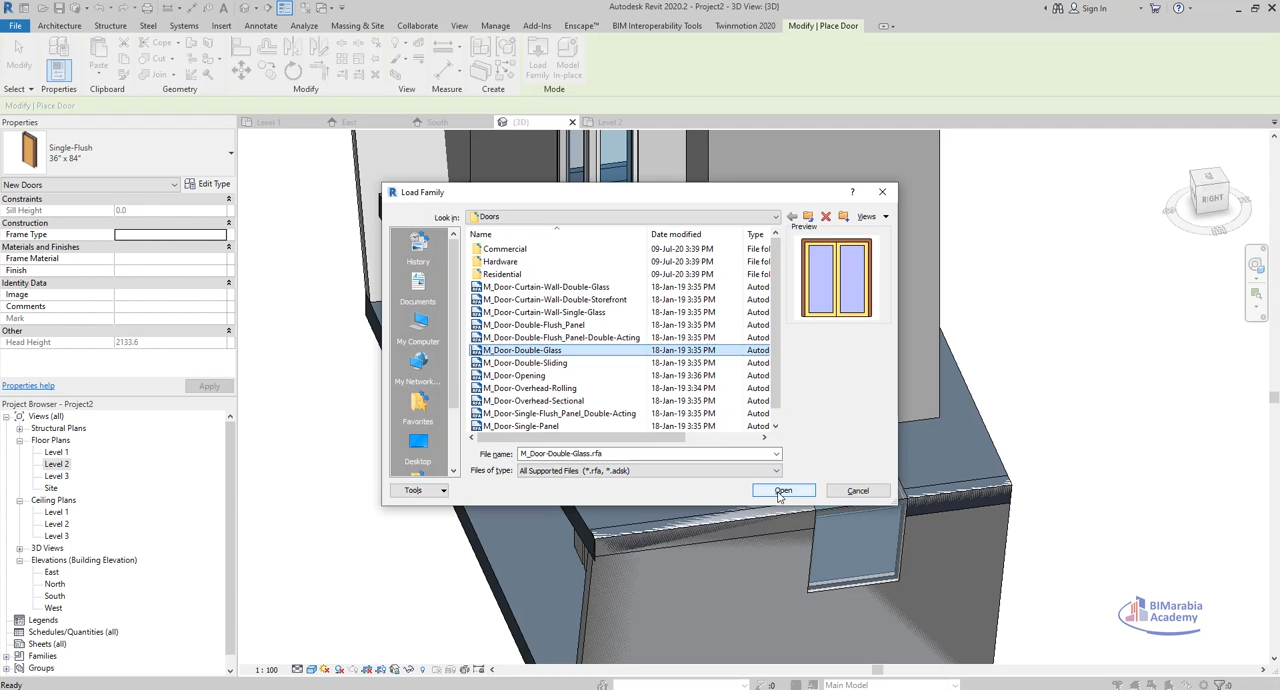 Autodesk Revit 2020.2 - Project2 - 3D View: {3D}
Sign In
File Architecture Structure Systems Insert Annotate Analyze Massing & Site Collaborate View Manage Add-Ins Enscape™ BIM Interoperability Tools Twinmotion 2020 Modify | Place Door
Modify
Paste
Cope
Cut
Join
Load Family
Model In-place
Select Properties Clipboard Geometry Modify View Measure Create Mode
Modify | Place Door
Properties
Level 1 East South {3D} Level 2
Single-Flush
36" x 84"
New Doors Edit Type
Constraints
Sill Height 0.0
Construction
Frame Type
Materials and Finishes
Frame Material
Finish
Identity Data
Image
Comments
Mark
Other
Head Height 2133.6
Properties help Apply
Project Browser - Project2
Views (all)
Structural Plans
Floor Plans
Level 1
Level 2
Level 3
Site
Ceiling Plans
Level 1
Level 2
Level 3
3D Views
Elevations (Building Elevation)
East
North
South
West
Legends
Schedules/Quantities (all)
Sheets (all)
Families
Groups
Load Family
Look in: Doors Views
History
Documents
My Computer
My Network...
Favorites
Desktop
Name Date modified Type
Commercial 09-Jul-20 3:39 PM File fol
Hardware 09-Jul-20 3:39 PM File fol
Residential 09-Jul-20 3:39 PM File fol
M_Door-Curtain-Wall-Double-Glass 18-Jan-19 3:35 PM Autod
M_Door-Curtain-Wall-Double-Storefront 18-Jan-19 3:35 PM Autod
M_Door-Curtain-Wall-Single-Glass 18-Jan-19 3:35 PM Autod
M_Door-Double-Flush_Panel 18-Jan-19 3:35 PM Autod
M_Door-Double-Flush_Panel-Double-Acting 18-Jan-19 3:35 PM Autod
M_Door-Double-Glass 18-Jan-19 3:35 PM Autod
M_Door-Double-Sliding 18-Jan-19 3:35 PM Autod
M_Door-Opening 18-Jan-19 3:36 PM Autod
M_Door-Overhead-Rolling 18-Jan-19 3:34 PM Autod
M_Door-Overhead-Sectional 18-Jan-19 3:35 PM Autod
M_Door-Single-Flush_Panel_Double-Acting 18-Jan-19 3:35 PM Autod
M_Door-Single-Panel 18-Jan-19 3:35 PM Autod
Preview
File name: M_Door-Double-Glass.rfa
Files of type: All Supported Files (*.rfa, *.adsk)
Tools Open Cancel
RIGHT
BIMarabia
Academy
1 : 100
Ready
:0
Main Model
:0